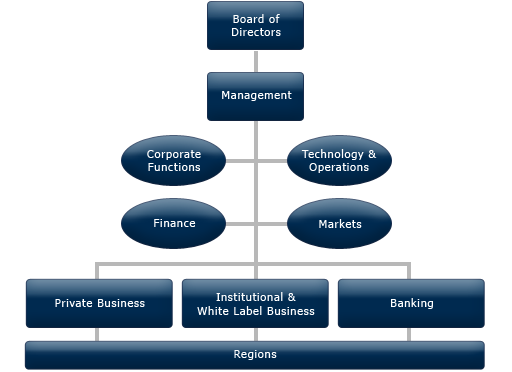 Board of
Directors
Management
Corporate
Functions
Technology &
Operations
Finance
Markets
Private Business
Institutional &
White Label Business
Banking
Regions